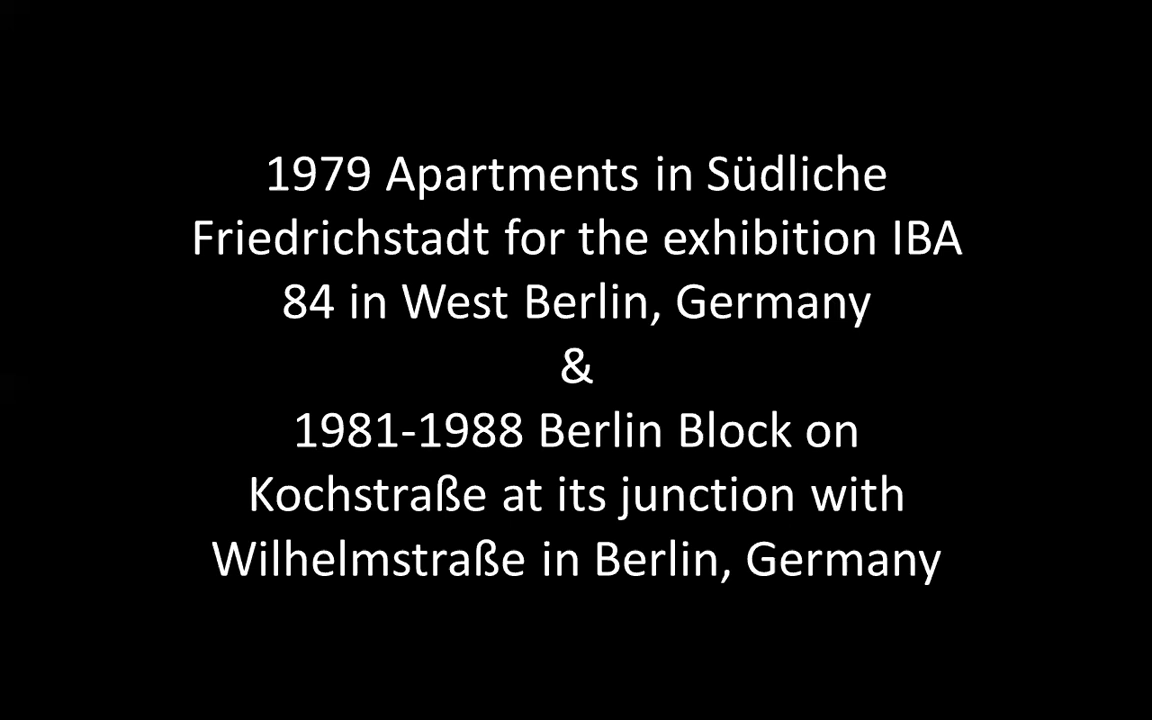 1979 Apartments in Südliche
Friedrichstadt for the exhibition IBA
84 in West Berlin, Germany
&
1981-1988 Berlin Block on
Kochstraße at its junction with
Wilhelmstraße in Berlin, Germany